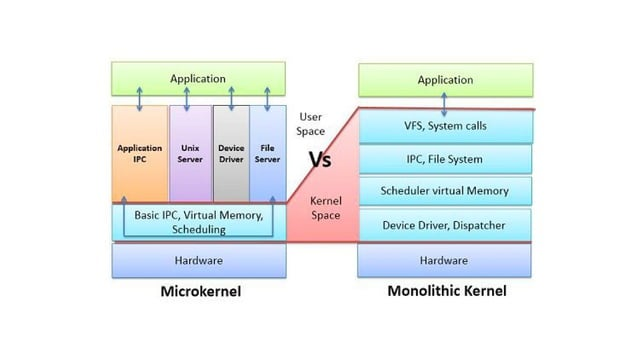 Application
Application
IPC
Unix
Server
Device
Driver
File
Server
Basic IPC, Virtual Memory,
Scheduling
Hardware
Microkernel
User
Space
Vs
Kernel
Space
Application
VFS, System calls
IPC, File System
Scheduler virtual Memory
Device Driver, Dispatcher
Hardware
Monolithic Kernel